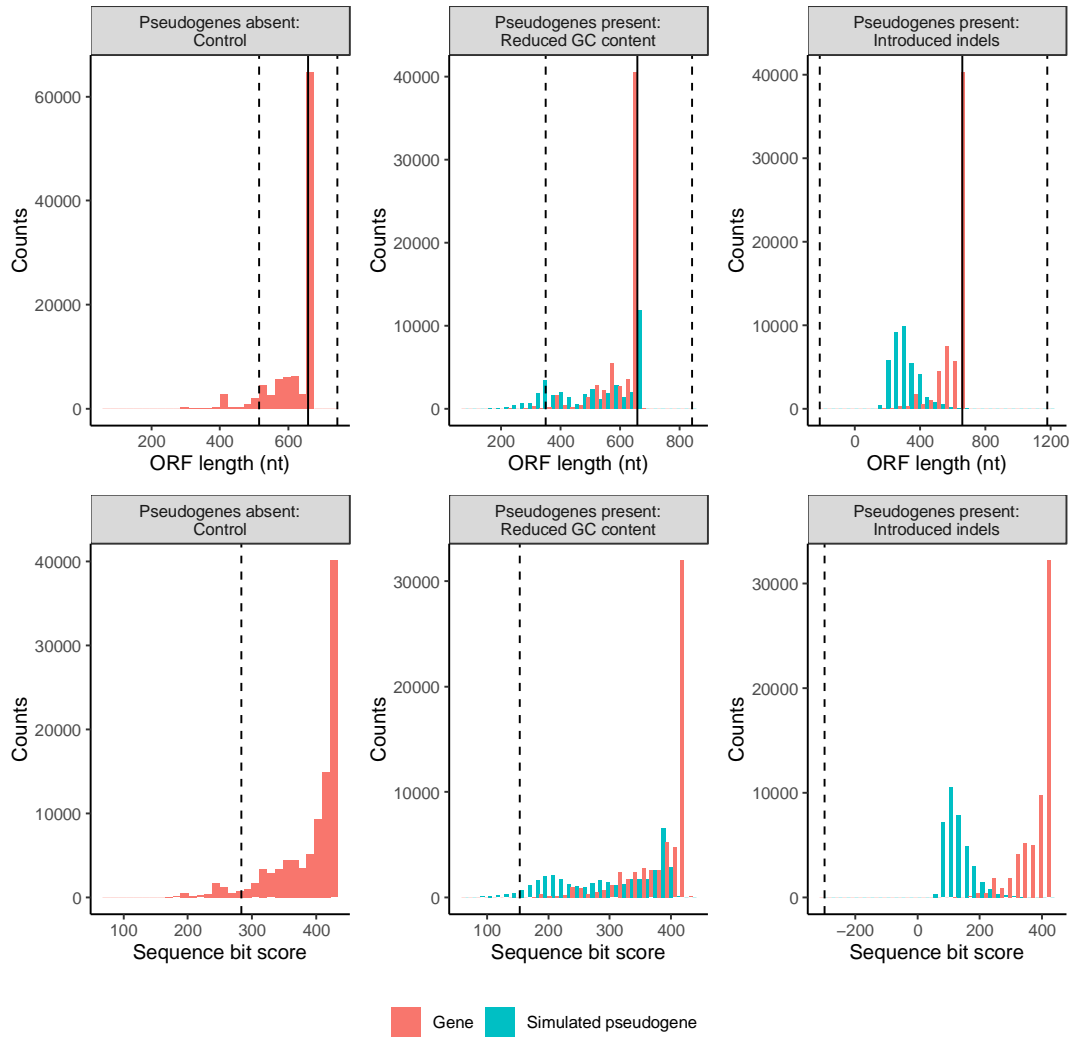 Pseudogenes absent:
Control
Pseudogenes present:
Reduced GC content
Pseudogenes present:
Introduced indels
60000
40000
20000
0
Counts
200
400
600
ORF length (nt)
40000
30000
20000
10000
0
Counts
200
400
600
800
ORF length (nt)
40000
30000
20000
10000
0
Counts
0
400
800
1200
ORF length (nt)
Pseudogenes absent:
Control
Pseudogenes present:
Reduced GC content
Pseudogenes present:
Introduced indels
40000
30000
20000
10000
0
Counts
100
200
300
400
Sequence bit score
30000
20000
10000
0
Counts
100
200
300
400
Sequence bit score
30000
20000
10000
0
Counts
−200
0
200
400
Sequence bit score
Gene
Simulated pseudogene